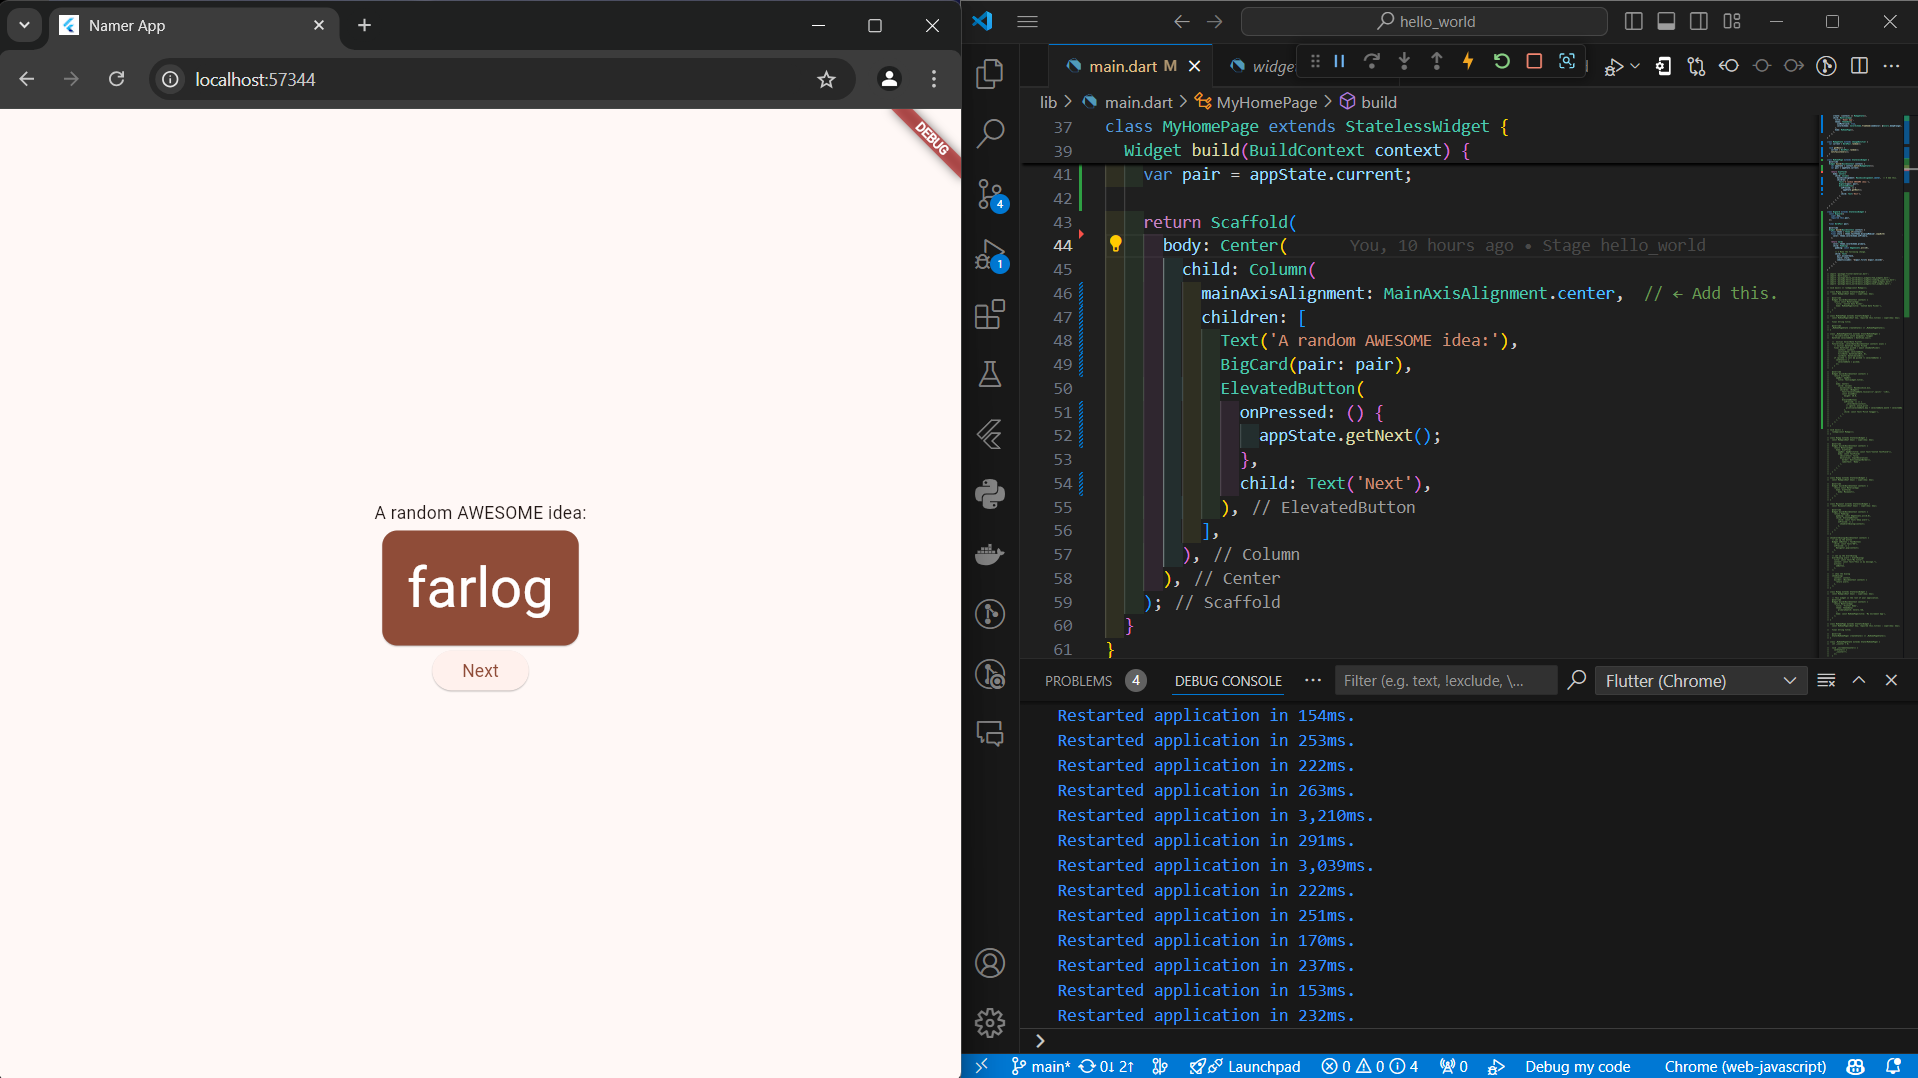 Namer App
localhost:57344
DEBUG
A random AWESOME idea:
farlog
Next
hello_world
main.dart M
widge
lib > main.dart > MyHomePage > build
37 class MyHomePage extends StatelessWidget {
39 Widget build(BuildContext context) {
41 var pair = appState.current;
42
43 return Scaffold(
44 body: Center( You, 10 hours ago • Stage hello_world
45 child: Column(
46 mainAxisAlignment: MainAxisAlignment.center, // ← Add this.
47 children: [
48 Text('A random AWESOME idea:'),
49 BigCard(pair: pair),
50 ElevatedButton(
51 onPressed: () {
52 appState.getNext();
53 },
54 child: Text('Next'),
55 ), // ElevatedButton
56 ],
57 ), // Column
58 ), // Center
59 ); // Scaffold
60 }
61 }
4
1
PROBLEMS 4 DEBUG CONSOLE ··· Filter (e.g. text, !exclude, \... Flutter (Chrome)
Restarted application in 154ms.
Restarted application in 253ms.
Restarted application in 222ms.
Restarted application in 263ms.
Restarted application in 3,210ms.
Restarted application in 291ms.
Restarted application in 3,039ms.
Restarted application in 222ms.
Restarted application in 251ms.
Restarted application in 170ms.
Restarted application in 237ms.
Restarted application in 153ms.
Restarted application in 232ms.
>
main* 0↓ 2↑ Launchpad 0 0 4 0 Debug my code Chrome (web-javascript)